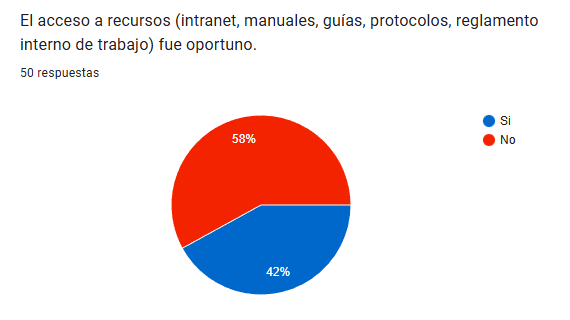 El acceso a recursos (intranet, manuales, guías, protocolos, reglamento
interno de trabajo) fue oportuno.
50 respuestas
58%
42%
Si
No